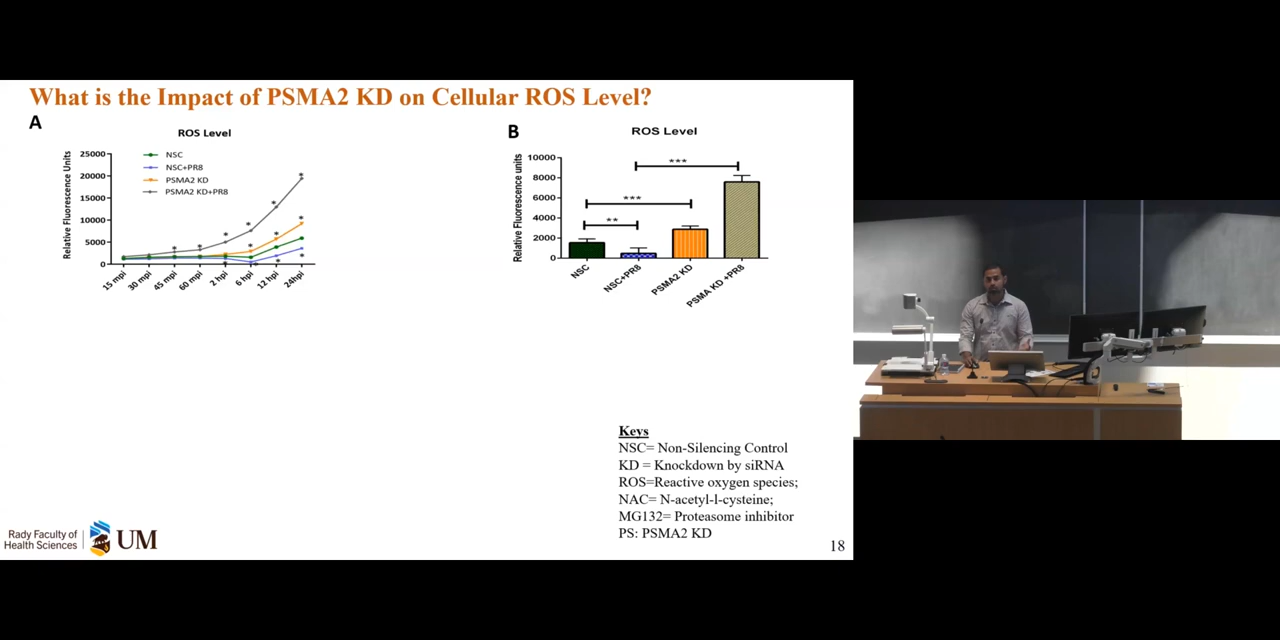 What is the Impact of PSMA2 KD on Cellular ROS Level?
A
ROS Level
Relative Fluorescence Units
25000
20000
15000
10000
5000
0
NSC
NSC+PR8
PSMA2 KD
PSMA2 KD+PR8
* * * * * * *
* * * *
* * * *
15 mpi
30 mpi
45 mpi
60 mpi
2 hpi
6 hpi
12 hpi
24hpi
B
ROS Level
Relative Fluorescence units
10000
8000
6000
4000
2000
0
***
***
**
NSC
NSC+PR8
PSMA2 KD
PSMA KD +PR8
Keys
NSC= Non-Silencing Control
KD = Knockdown by siRNA
ROS=Reactive oxygen species;
NAC= N-acetyl-l-cysteine;
MG132= Proteasome inhibitor
PS: PSMA2 KD
Rady Faculty of
Health Sciences
UM
18